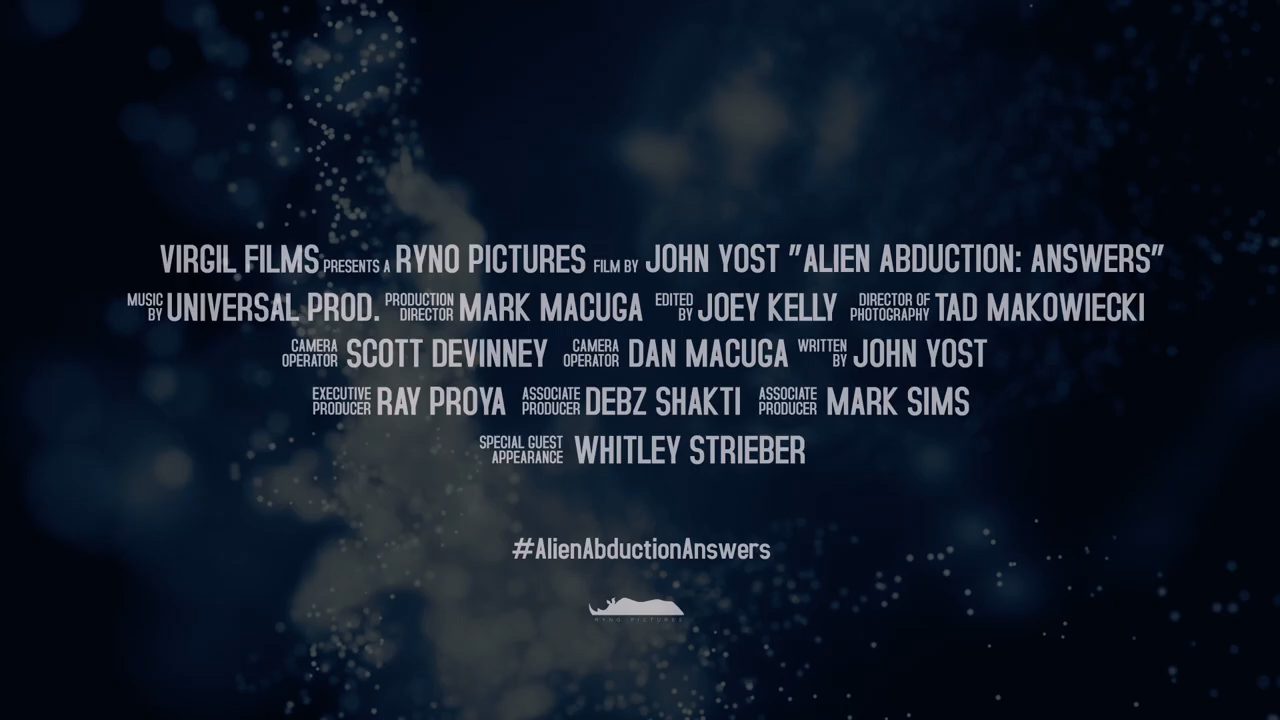 VIRGIL FILMS PRESENTS A RYNO PICTURES FILM BY JOHN YOST "ALIEN ABDUCTION: ANSWERS"
MUSIC BY UNIVERSAL PROD. PRODUCTION DIRECTOR MARK MACUGA EDITED BY JOEY KELLY DIRECTOR OF PHOTOGRAPHY TAD MAKOWIECKI
CAMERA OPERATOR SCOTT DEVINNEY CAMERA OPERATOR DAN MACUGA WRITTEN BY JOHN YOST
EXECUTIVE PRODUCER RAY PROYA ASSOCIATE PRODUCER DEBZ SHAKTI ASSOCIATE PRODUCER MARK SIMS
SPECIAL GUEST APPEARANCE WHITLEY STRIEBER
#AlienAbductionAnswers
RYNO PICTURES